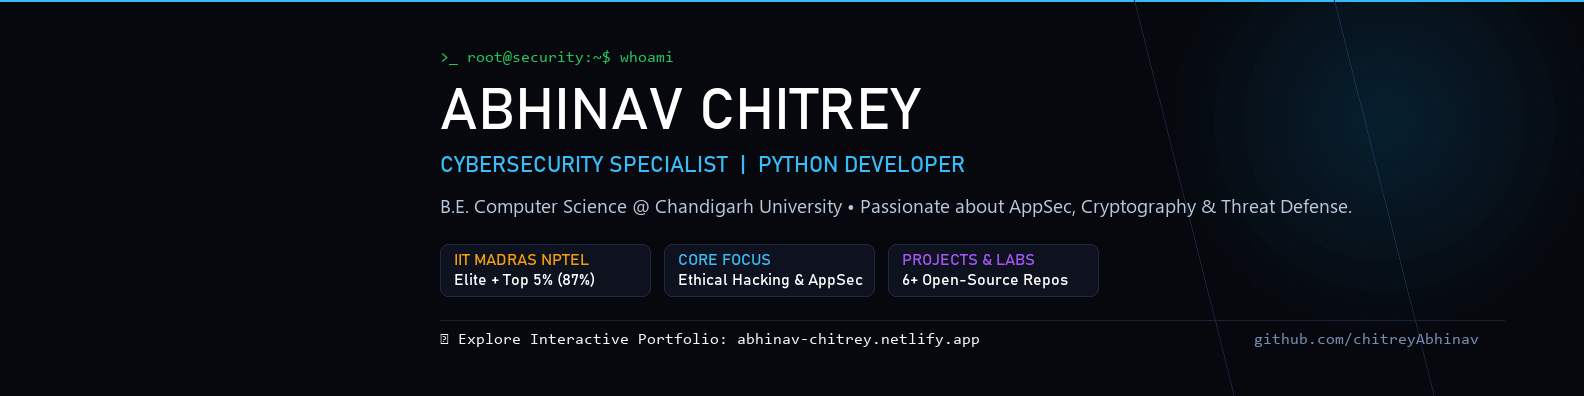 >_ root@security:~$ whoami
ABHINAV CHITREY
CYBERSECURITY SPECIALIST | PYTHON DEVELOPER
B.E. Computer Science @ Chandigarh University • Passionate about AppSec, Cryptography & Threat Defense.
IIT MADRAS NPTEL
Elite + Top 5% (87%)
CORE FOCUS
Ethical Hacking & AppSec
PROJECTS & LABS
6+ Open-Source Repos
Explore Interactive Portfolio: abhinav-chitrey.netlify.app
github.com/chitreyAbhinav